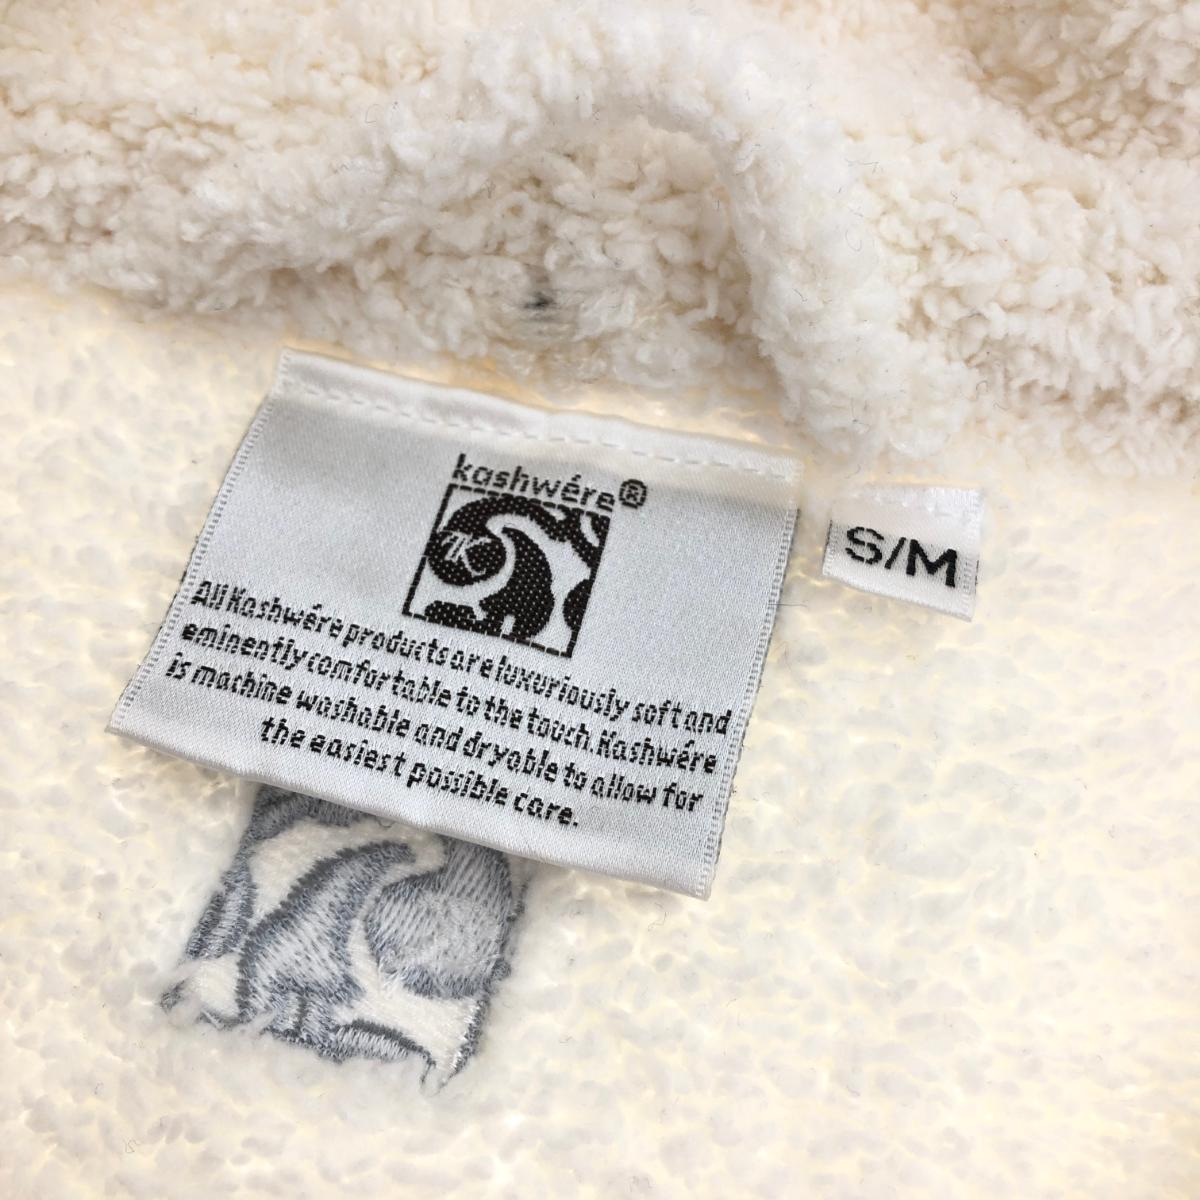 kashwére®
K
All Kashwére products are luxuriously soft and
eminently comfortable to the touch. Kashwére
is machine washable and dryable to allow for
the easiest possible care.
S/M